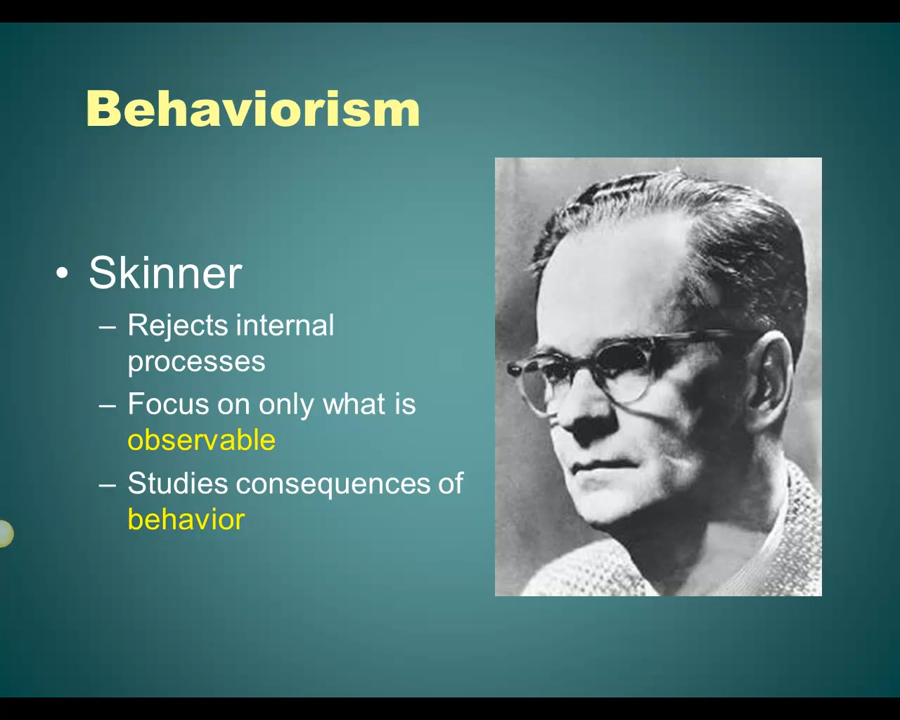 Behaviorism
• Skinner
– Rejects internal
processes
– Focus on only what is
observable
– Studies consequences of
behavior